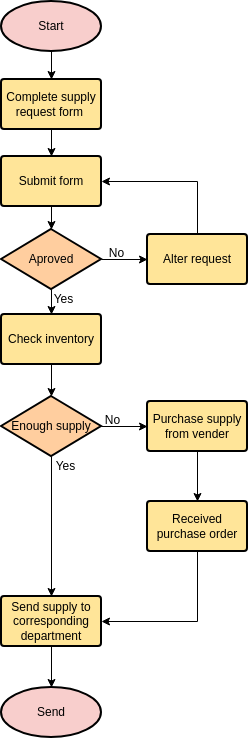 Start
Complete supply
request form
Submit form
Aproved
No
Alter request
Yes
Check inventory
Enough supply
No
Purchase supply
from vender
Yes
Received
purchase order
Send supply to
corresponding
department
Send